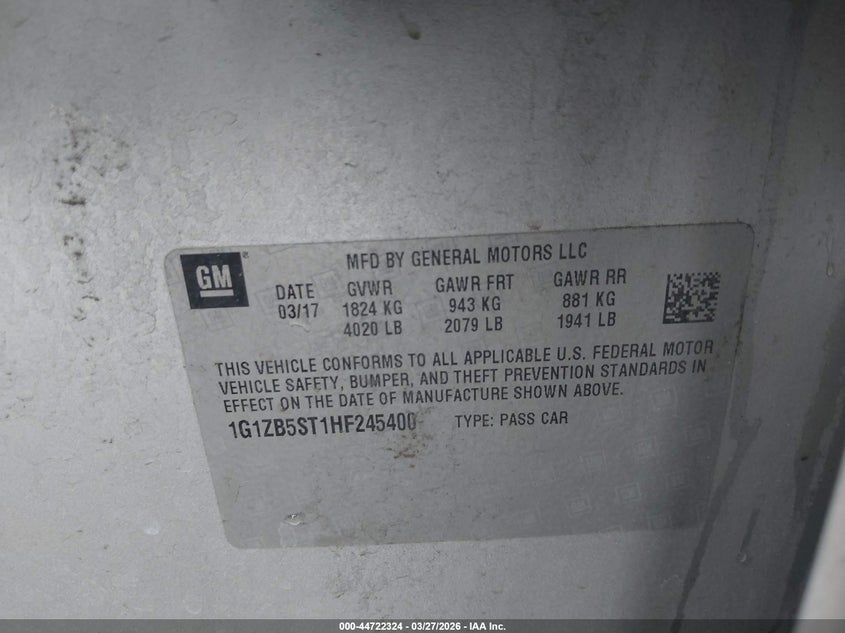 GM
MFD BY GENERAL MOTORS LLC
DATE GVWR GAWR FRT GAWR RR
03/17 1824 KG 943 KG 881 KG
4020 LB 2079 LB 1941 LB
THIS VEHICLE CONFORMS TO ALL APPLICABLE U.S. FEDERAL MOTOR
VEHICLE SAFETY, BUMPER, AND THEFT PREVENTION STANDARDS IN
EFFECT ON THE DATE OF MANUFACTURE SHOWN ABOVE.
1G1ZB5ST1HF245400 TYPE: PASS CAR
000-44722324 | 03/27/2026 - IAA Inc.